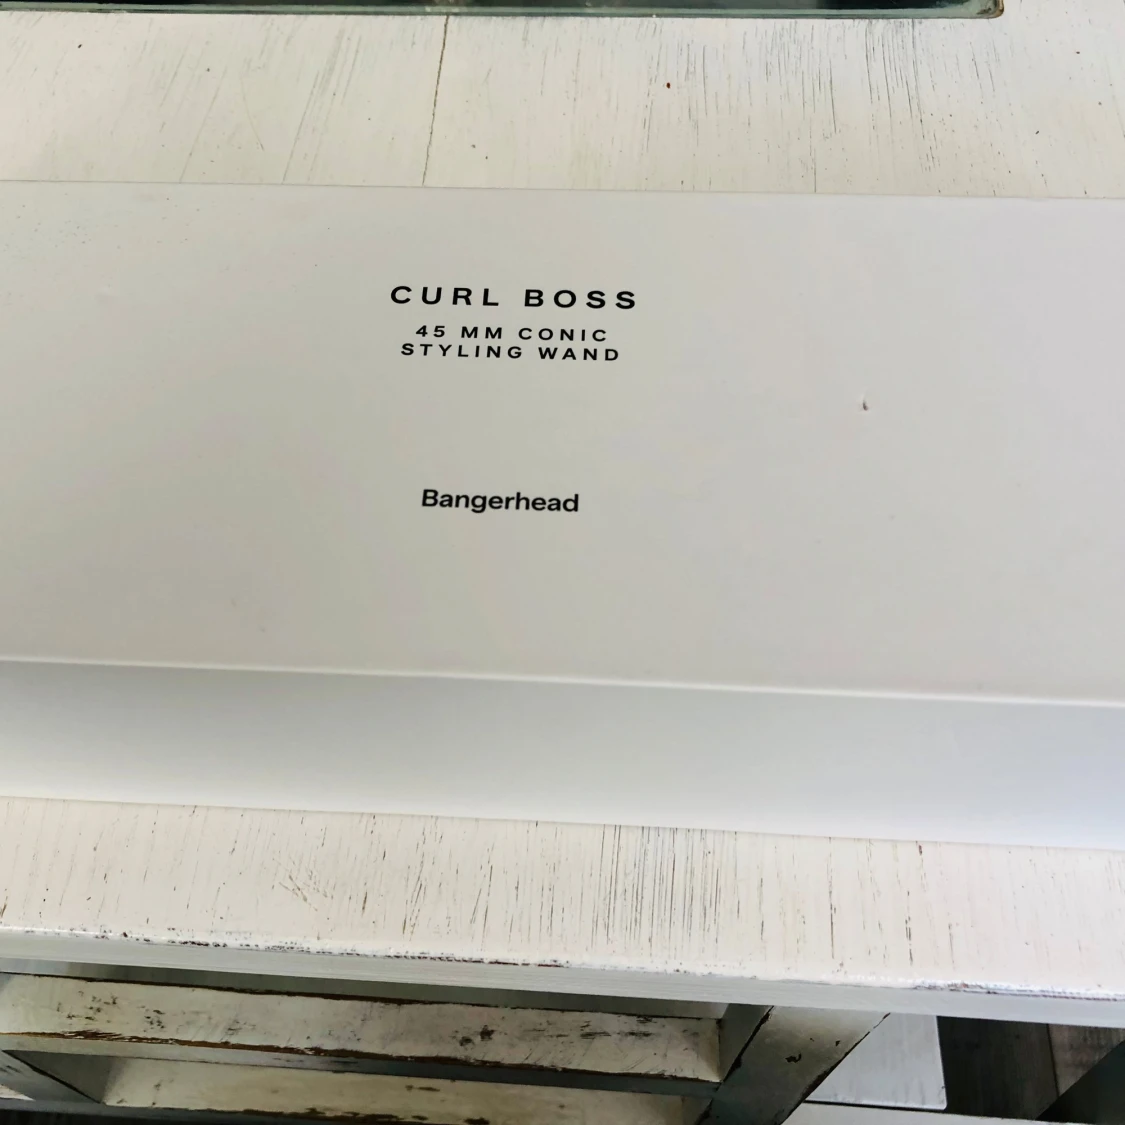 CURL BOSS
45 MM CONIC
STYLING WAND
Bangerhead